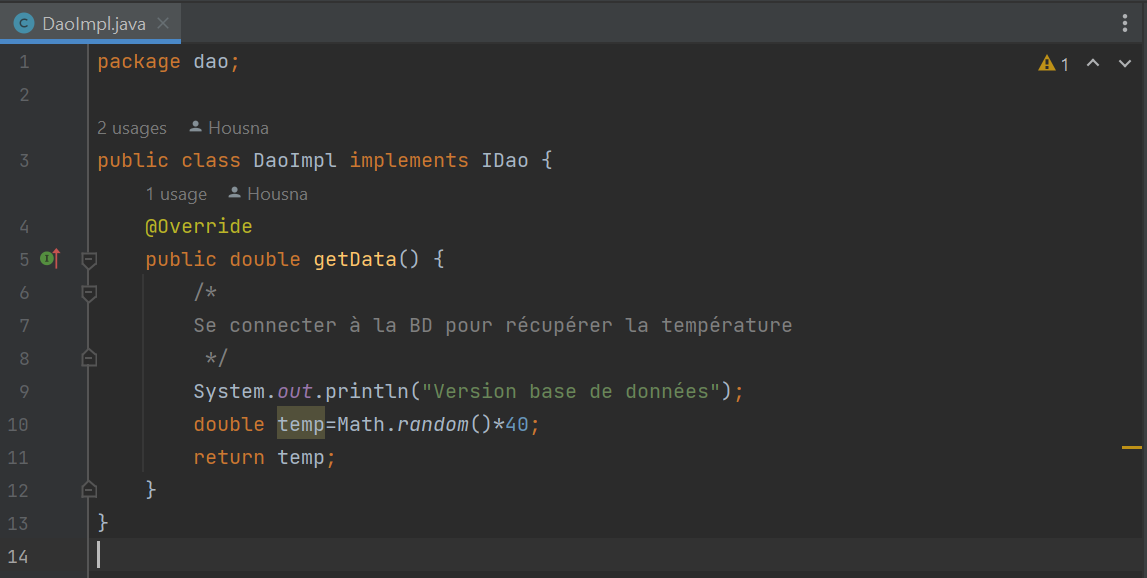 DaoImpl.java
1 package dao; 1
2
2 usages Housna
3 public class DaoImpl implements IDao {
1 usage Housna
4 @Override
5 public double getData() {
6 /*
7 Se connecter à la BD pour récupérer la température
8 */
9 System.out.println("Version base de données");
10 double temp=Math.random()*40;
11 return temp;
12 }
13 }
14